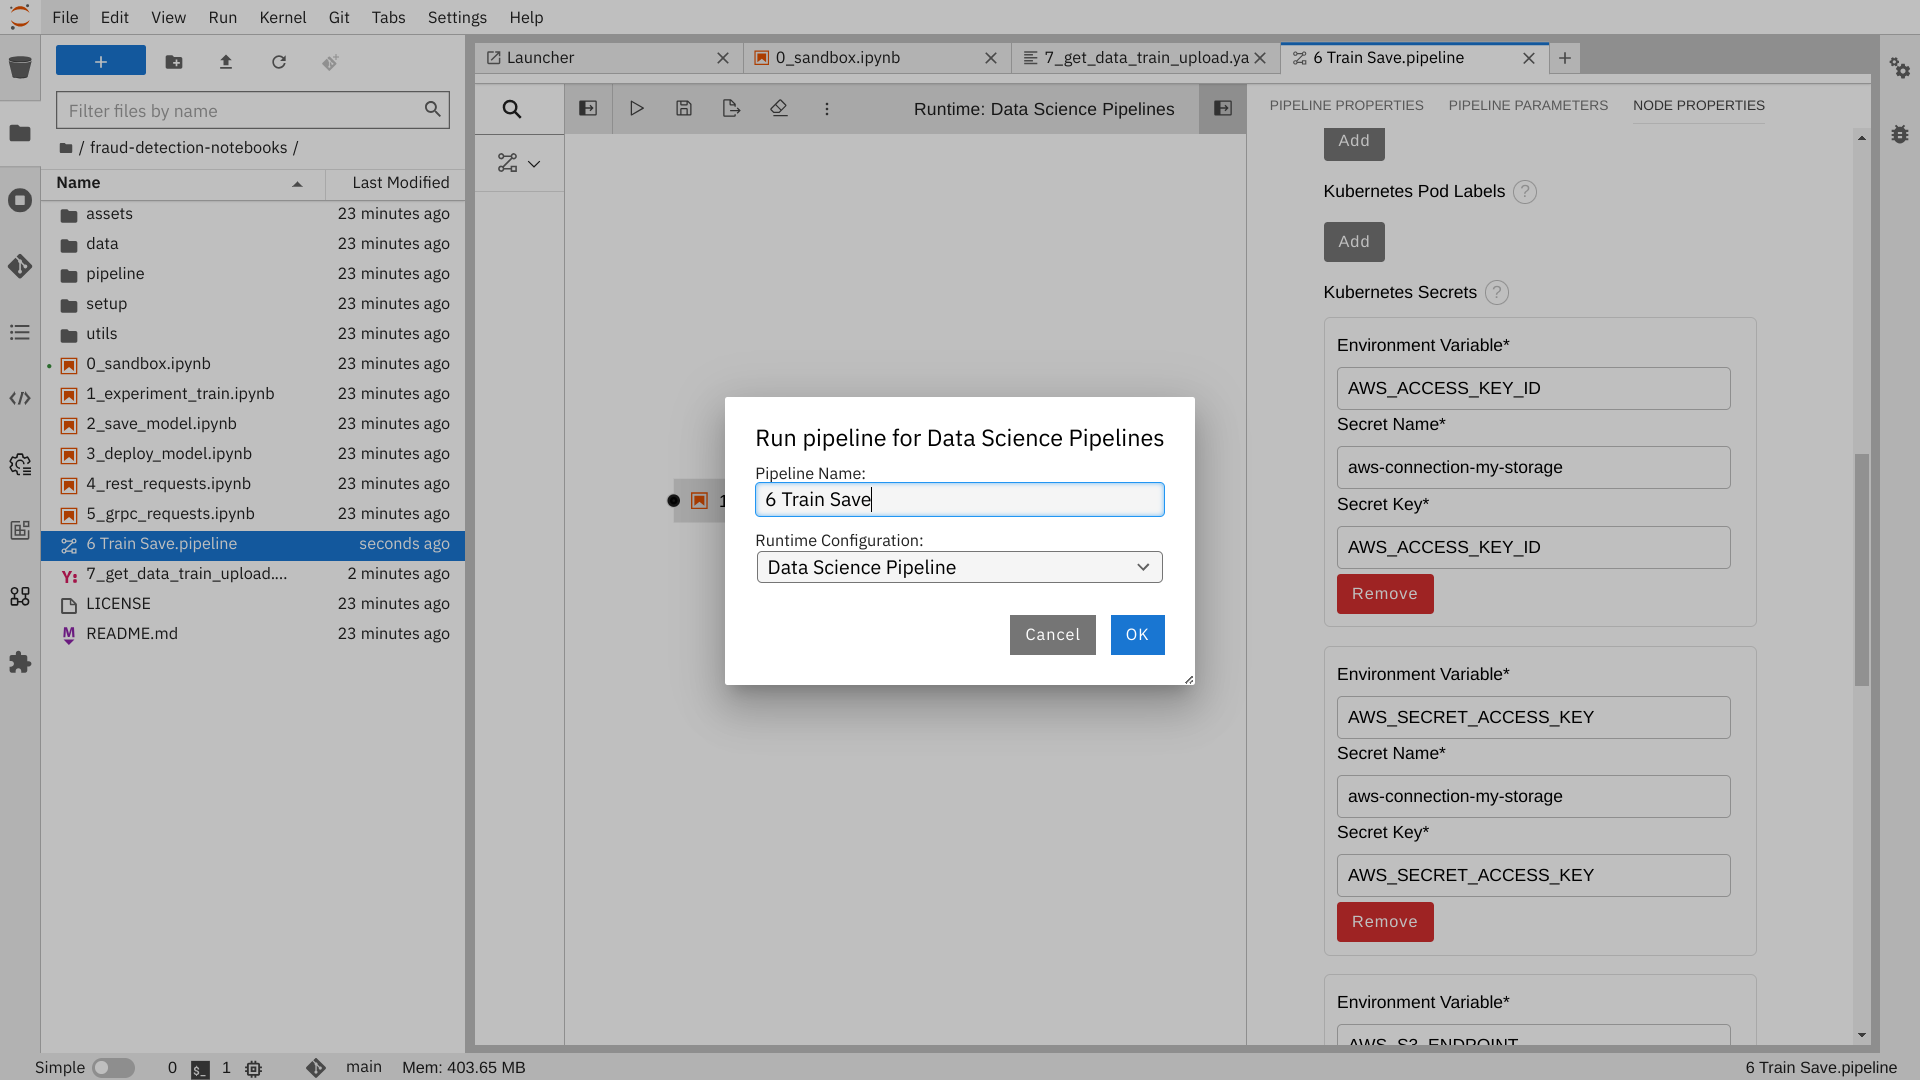 File Edit View Run Kernel Git Tabs Settings Help
Launcher
0_sandbox.ipynb
7_get_data_train_upload.ya
6 Train Save.pipeline
Filter files by name
/ fraud-detection-notebooks /
Name Last Modified
assets 23 minutes ago
data 23 minutes ago
pipeline 23 minutes ago
setup 23 minutes ago
utils 23 minutes ago
0_sandbox.ipynb 23 minutes ago
1_experiment_train.ipynb 23 minutes ago
2_save_model.ipynb 23 minutes ago
3_deploy_model.ipynb 23 minutes ago
4_rest_requests.ipynb 23 minutes ago
5_grpc_requests.ipynb 23 minutes ago
6 Train Save.pipeline seconds ago
7_get_data_train_upload.... 2 minutes ago
LICENSE 23 minutes ago
README.md 23 minutes ago
Runtime: Data Science Pipelines
1
Run pipeline for Data Science Pipelines
Pipeline Name:
6 Train Save
Runtime Configuration:
Data Science Pipeline
Cancel OK
PIPELINE PROPERTIES PIPELINE PARAMETERS NODE PROPERTIES
Add
Kubernetes Pod Labels ?
Add
Kubernetes Secrets ?
Environment Variable*
AWS_ACCESS_KEY_ID
Secret Name*
aws-connection-my-storage
Secret Key*
AWS_ACCESS_KEY_ID
Remove
Environment Variable*
AWS_SECRET_ACCESS_KEY
Secret Name*
aws-connection-my-storage
Secret Key*
AWS_SECRET_ACCESS_KEY
Remove
Environment Variable*
AWS_S3_ENDPOINT
Simple 0 $_ 1 main Mem: 403.65 MB 6 Train Save.pipeline